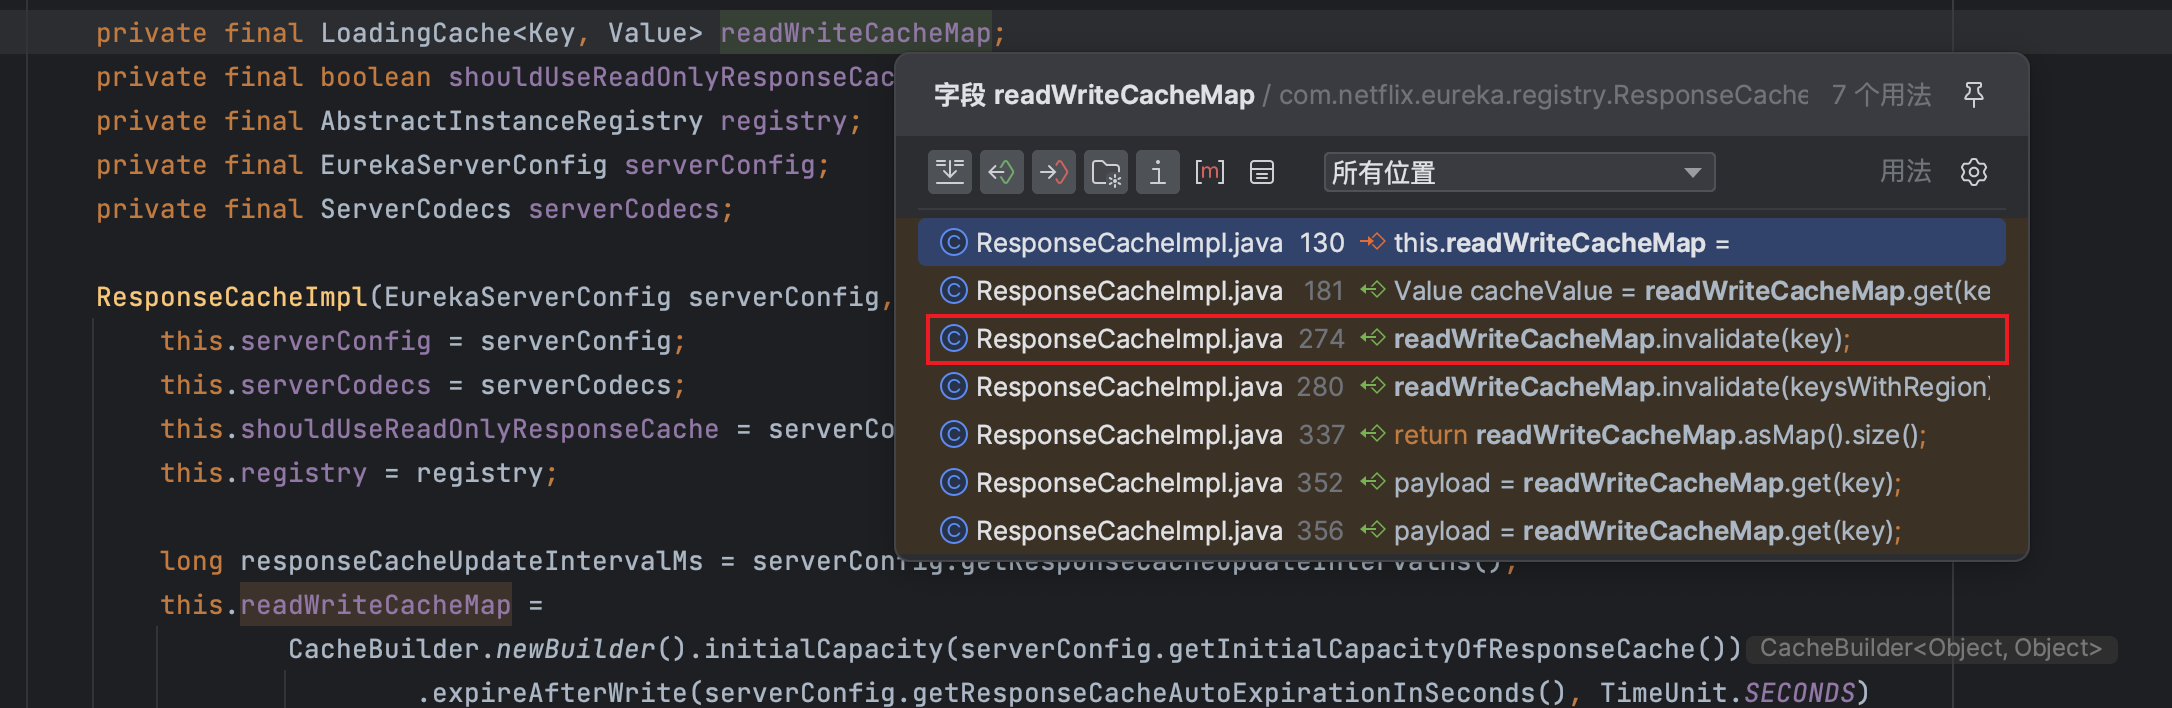 private final LoadingCache<Key, Value> readWriteCacheMap;
private final boolean shouldUseReadOnlyResponseCac
private final AbstractInstanceRegistry registry;
private final EurekaServerConfig serverConfig;
private final ServerCodecs serverCodecs;
ResponseCacheImpl(EurekaServerConfig serverConfig,
this.serverConfig = serverConfig;
this.serverCodecs = serverCodecs;
this.shouldUseReadOnlyResponseCache = serverCo
this.registry = registry;
long responseCacheUpdateIntervalMs = serverConfig.getResponseCacheUpdateIntervalMs();
this.readWriteCacheMap =
CacheBuilder.newBuilder().initialCapacity(serverConfig.getInitialCapacityOfResponseCache()) CacheBuilder<Object, Object>
.expireAfterWrite(serverConfig.getResponseCacheAutoExpirationInSeconds(), TimeUnit.SECONDS)
字段 readWriteCacheMap / com.netflix.eureka.registry.ResponseCache 7 个用法
[m] 所有位置 用法
ResponseCacheImpl.java 130 this.readWriteCacheMap =
ResponseCacheImpl.java 181 Value cacheValue = readWriteCacheMap.get(ke
ResponseCacheImpl.java 274 readWriteCacheMap.invalidate(key);
ResponseCacheImpl.java 280 readWriteCacheMap.invalidate(keysWithRegion)
ResponseCacheImpl.java 337 return readWriteCacheMap.asMap().size();
ResponseCacheImpl.java 352 payload = readWriteCacheMap.get(key);
ResponseCacheImpl.java 356 payload = readWriteCacheMap.get(key);